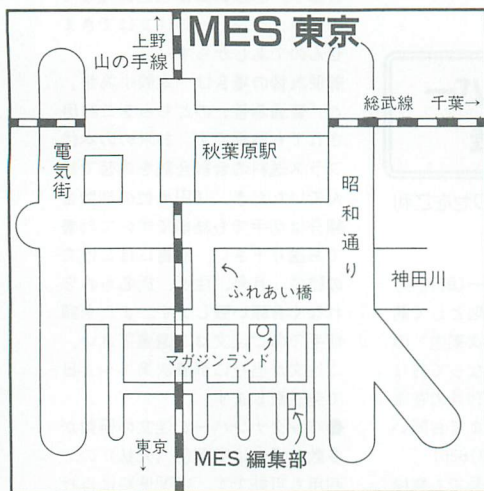 MES 東京
↑
上野
山の手線
総武線 千葉→
電気街
秋葉原駅
昭和通り
ふれあい橋
神田川
マガジンランド
東京
↓
MES 編集部